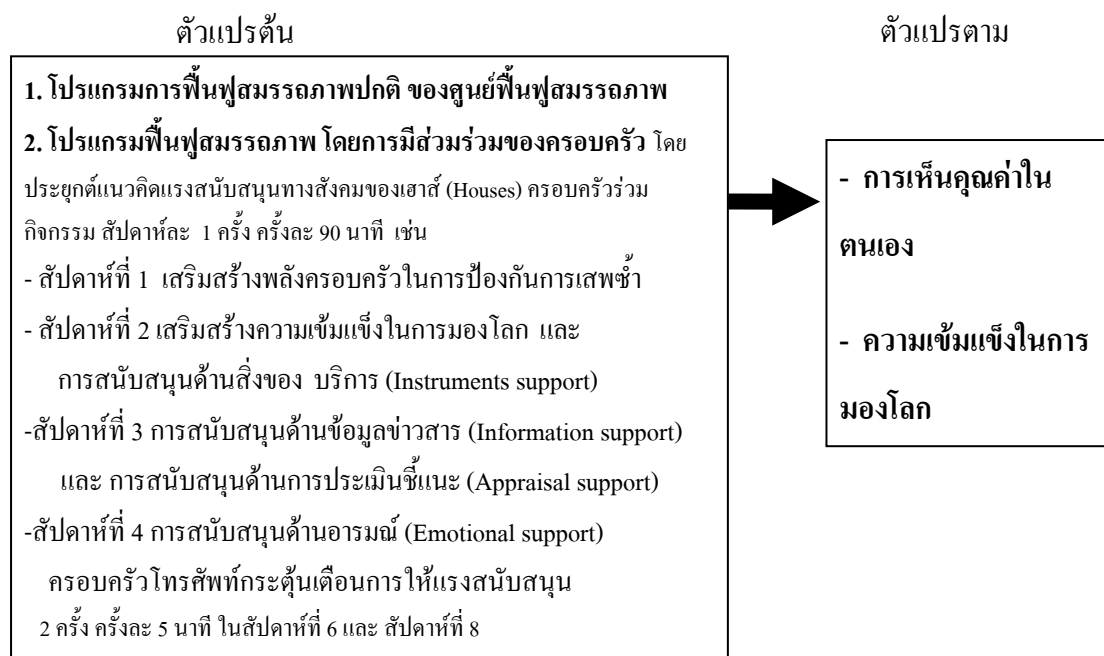 ตัวแปรต้น
1. โปรแกรมการฟื้นฟูสมรรถภาพปกติ ของศูนย์ฟื้นฟูสมรรถภาพ
2. โปรแกรมฟื้นฟูสมรรถภาพ โดยการมีส่วมร่วมของครอบครัว โดย
ประยุกต์แนวคิดแรงสนับสนุนทางสังคมของเฮาส์ (Houses) ครอบครัวร่วม
กิจกรรม สัปดาห์ละ 1 ครั้ง ครั้งละ 90 นาที เช่น
- สัปดาห์ที่ 1 เสริมสร้างพลังครอบครัวในการป้องกันการเสพซ้ำ
- สัปดาห์ที่ 2 เสริมสร้างความเข้มแข็งในการมองโลก และ
การสนับสนุนด้านสิ่งของ บริการ (Instruments support)
-สัปดาห์ที่ 3 การสนับสนุนด้านข้อมูลข่าวสาร (Information support)
และ การสนับสนุนด้านการประเมินชี้แนะ (Appraisal support)
-สัปดาห์ที่ 4 การสนับสนุนด้านอารมณ์ (Emotional support)
ครอบครัวโทรศัพท์กระตุ้นเตือนการให้แรงสนับสนุน
2 ครั้ง ครั้งละ 5 นาที ในสัปดาห์ที่ 6 และ สัปดาห์ที่ 8
ตัวแปรตาม
- การเห็นคุณค่าใน
ตนเอง
- ความเข้มแข็งในการ
มองโลก